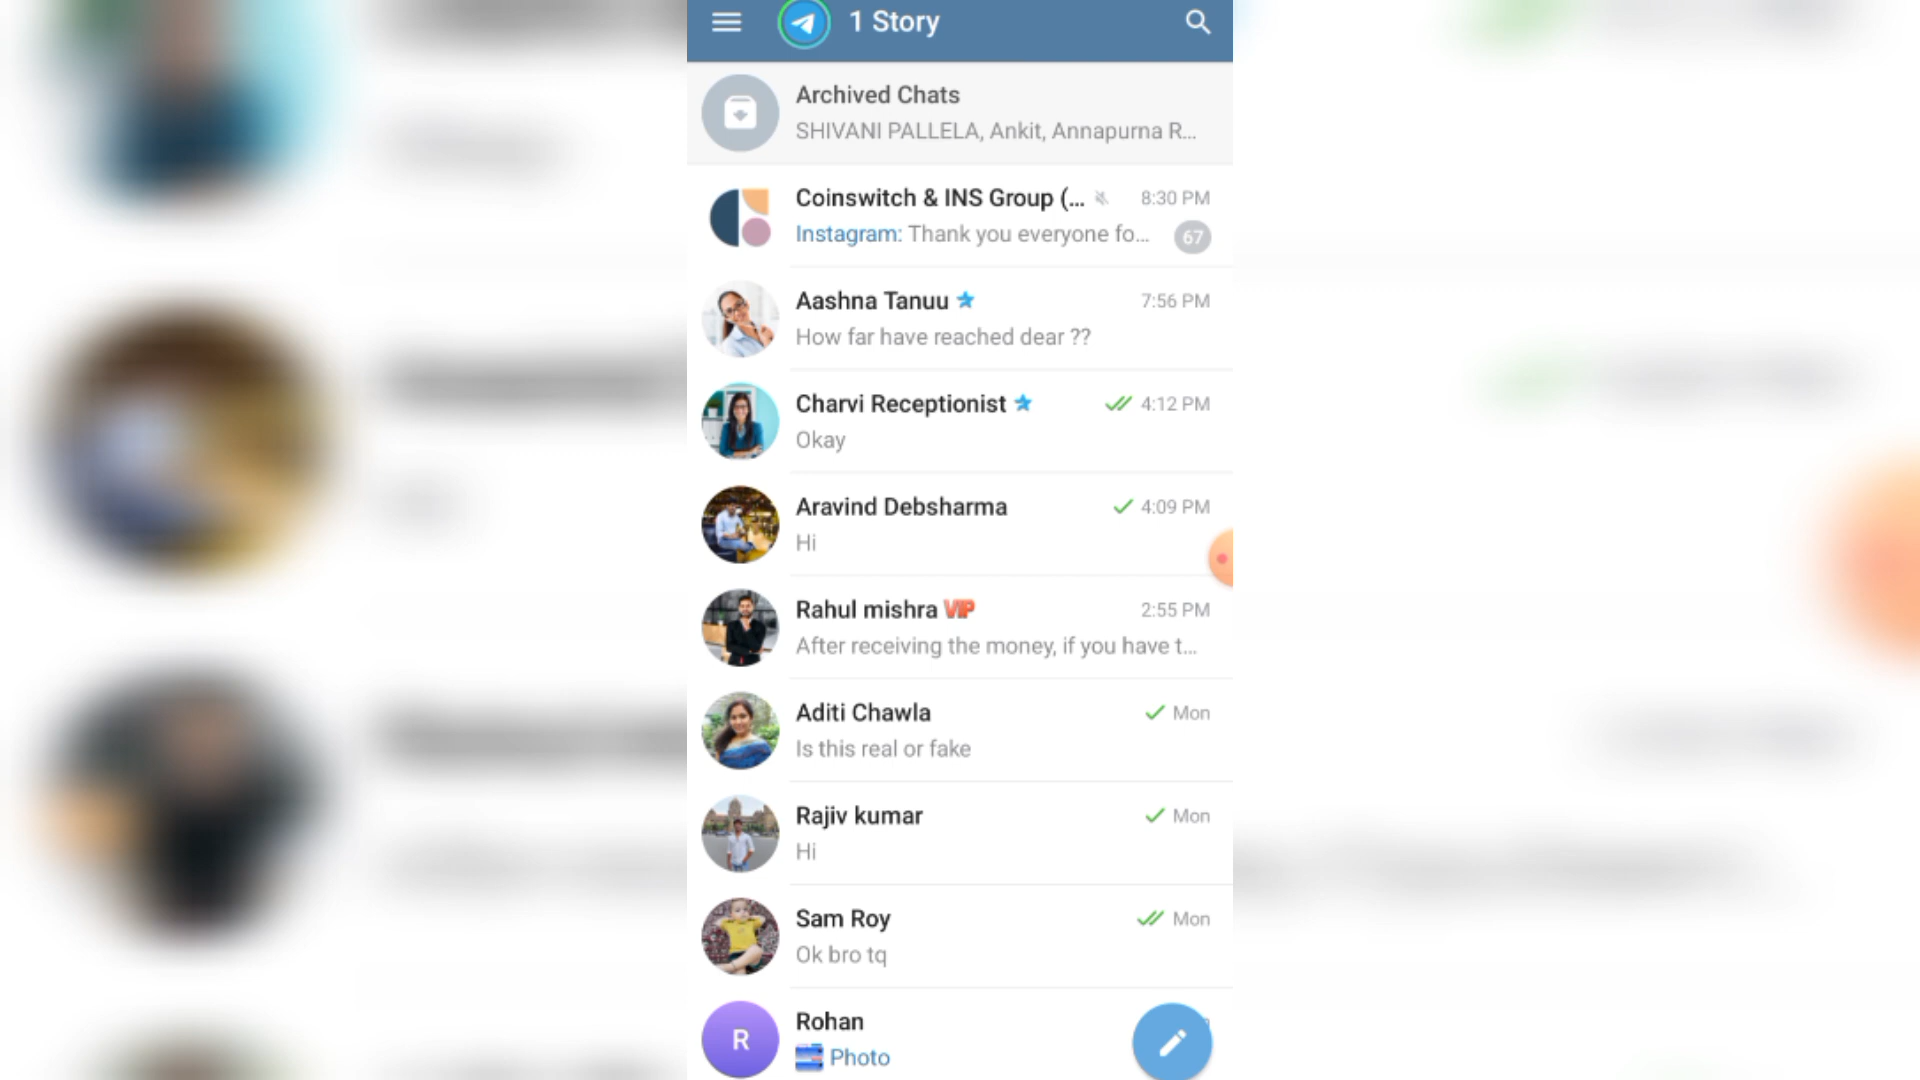 1 Story
Archived Chats
SHIVANI PALLELA, Ankit, Annapurna R...
Coinswitch & INS Group (... 8:30 PM
Instagram: Thank you everyone fo... 67
Aashna Tanuu 7:56 PM
How far have reached dear ??
Charvi Receptionist 4:12 PM
Okay
Aravind Debsharma 4:09 PM
Hi
Rahul mishra VIP 2:55 PM
After receiving the money, if you have t...
Aditi Chawla Mon
Is this real or fake
Rajiv kumar Mon
Hi
Sam Roy Mon
Ok bro tq
R Rohan
Photo